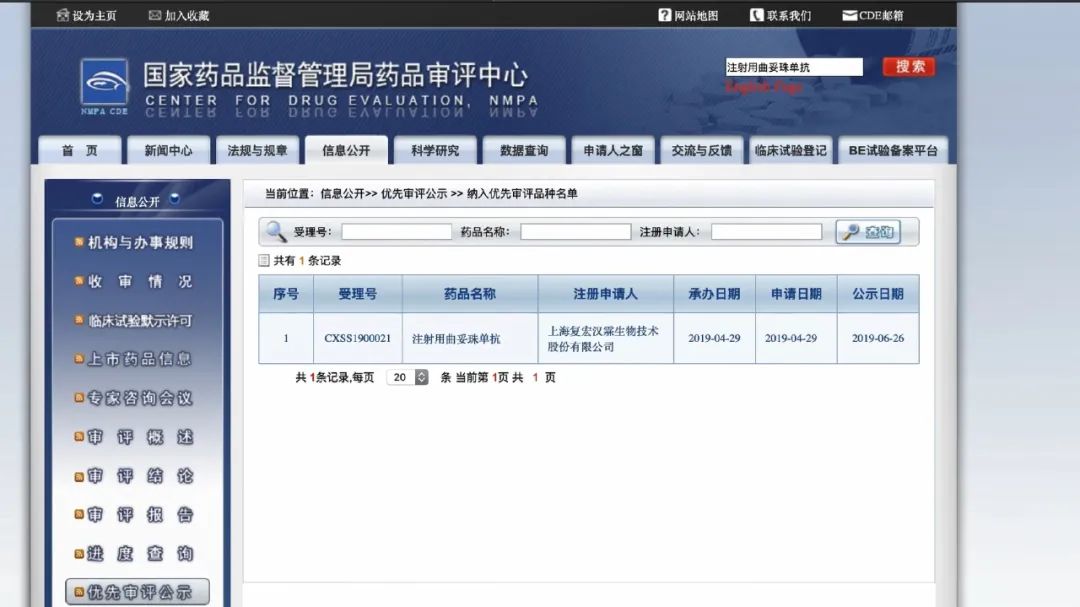 设为主页 加入收藏 网站地图 联系我们 CDE邮箱
国家药品监督管理局药品审评中心
CENTER FOR DRUG EVALUATION, NMPA
NMPA CDE
注射用曲妥珠单抗 搜索
English Page
首 页 新闻中心 法规与规章 信息公开 科学研究 数据查询 申请人之窗 交流与反馈 临床试验登记 BE试验备案平台
信息公开
机构与办事规则
收 审 情 况
临床试验默示许可
上市药品信息
专家咨询会议
审 评 概 述
审 评 结 论
审 评 报 告
进 度 查 询
优先审评公示
当前位置：信息公开>> 优先审评公示 >> 纳入优先审评品种名单
受理号： 药品名称： 注册申请人： 查询
共有 1 条记录
序号 受理号 药品名称 注册申请人 承办日期 申请日期 公示日期
1 CXSS1900021 注射用曲妥珠单抗 上海复宏汉霖生物技术 2019-04-29 2019-04-29 2019-06-26
股份有限公司
共 1条记录,每页 20 条 当前第 1页 共 1 页